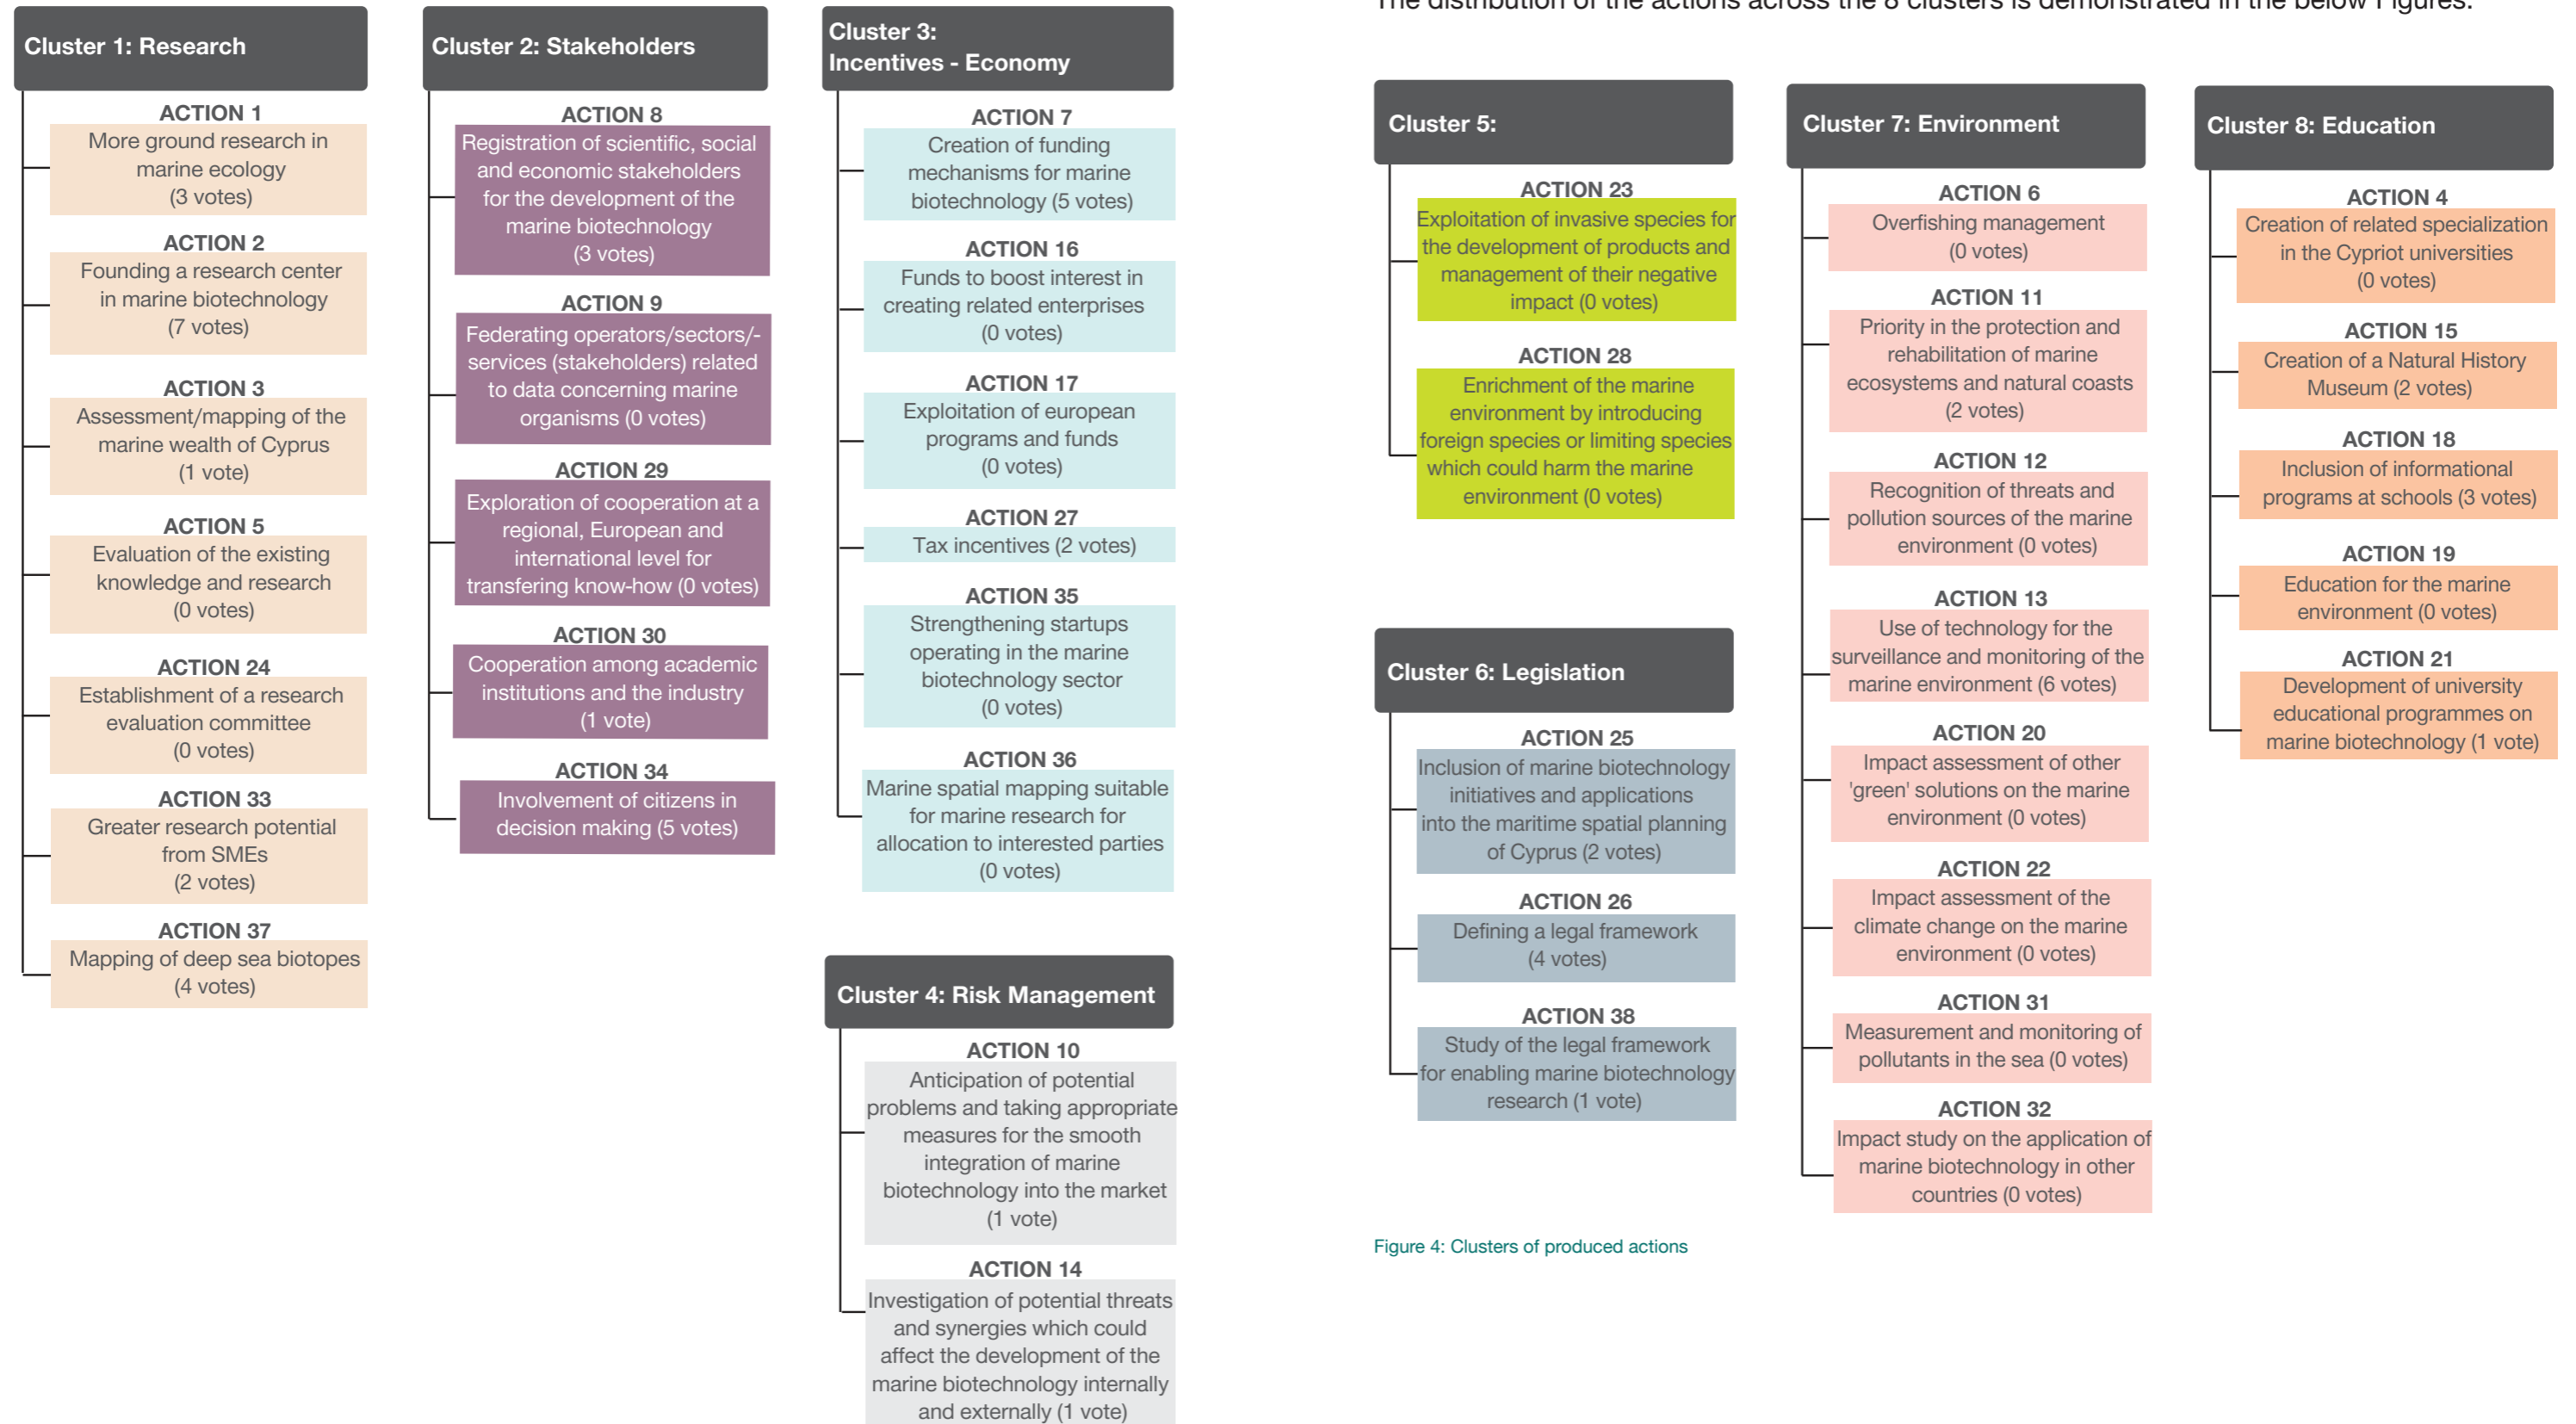 Cluster 1: Research
ACTION 1
More ground research in
marine ecology
(3 votes)
ACTION 2
Founding a research center
in marine biotechnology
(7 votes)
ACTION 3
Assessment/mapping of the
marine wealth of Cyprus
(1 vote)
ACTION 5
Evaluation of the existing
knowledge and research
(0 votes)
ACTION 24
Establishment of a research
evaluation committee
(0 votes)
ACTION 33
Greater research potential
from SMEs
(2 votes)
ACTION 37
Mapping of deep sea biotopes
(4 votes)
Cluster 2: Stakeholders
ACTION 8
Registration of scientific, social
and economic stakeholders
for the development of the
marine biotechnology
(3 votes)
ACTION 9
Federating operators/sectors/-
services (stakeholders) related
to data concerning marine
organisms (0 votes)
ACTION 29
Exploration of cooperation at a
regional, European and
international level for
transfering know-how (0 votes)
ACTION 30
Cooperation among academic
institutions and the industry
(1 vote)
ACTION 34
Involvement of citizens in
decision making (5 votes)
Cluster 3:
Incentives - Economy
ACTION 7
Creation of funding
mechanisms for marine
biotechnology (5 votes)
ACTION 16
Funds to boost interest in
creating related enterprises
(0 votes)
ACTION 17
Exploitation of european
programs and funds
(0 votes)
ACTION 27
Tax incentives (2 votes)
ACTION 35
Strengthening startups
operating in the marine
biotechnology sector
(0 votes)
ACTION 36
Marine spatial mapping suitable
for marine research for
allocation to interested parties
(0 votes)
Cluster 4: Risk Management
ACTION 10
Anticipation of potential
problems and taking appropriate
measures for the smooth
integration of marine
biotechnology into the market
(1 vote)
ACTION 14
Investigation of potential threats
and synergies which could
affect the development of the
marine biotechnology internally
and externally (1 vote)
The distribution of the actions across the 8 clusters is demonstrated in the below Figures.
Cluster 5:
ACTION 23
Exploitation of invasive species for
the development of products and
management of their negative
impact (0 votes)
ACTION 28
Enrichment of the marine
environment by introducing
foreign species or limiting species
which could harm the marine
environment (0 votes)
Cluster 6: Legislation
ACTION 25
Inclusion of marine biotechnology
initiatives and applications
into the maritime spatial planning
of Cyprus (2 votes)
ACTION 26
Defining a legal framework
(4 votes)
ACTION 38
Study of the legal framework
for enabling marine biotechnology
research (1 vote)
Cluster 7: Environment
ACTION 6
Overfishing management
(0 votes)
ACTION 11
Priority in the protection and
rehabilitation of marine
ecosystems and natural coasts
(2 votes)
ACTION 12
Recognition of threats and
pollution sources of the marine
environment (0 votes)
ACTION 13
Use of technology for the
surveillance and monitoring of the
marine environment (6 votes)
ACTION 20
Impact assessment of other
'green' solutions on the marine
environment (0 votes)
ACTION 22
Impact assessment of the
climate change on the marine
environment (0 votes)
ACTION 31
Measurement and monitoring of
pollutants in the sea (0 votes)
ACTION 32
Impact study on the application of
marine biotechnology in other
countries (0 votes)
Cluster 8: Education
ACTION 4
Creation of related specialization
in the Cypriot universities
(0 votes)
ACTION 15
Creation of a Natural History
Museum (2 votes)
ACTION 18
Inclusion of informational
programs at schools (3 votes)
ACTION 19
Education for the marine
environment (0 votes)
ACTION 21
Development of university
educational programmes on
marine biotechnology (1 vote)
Figure 4: Clusters of produced actions